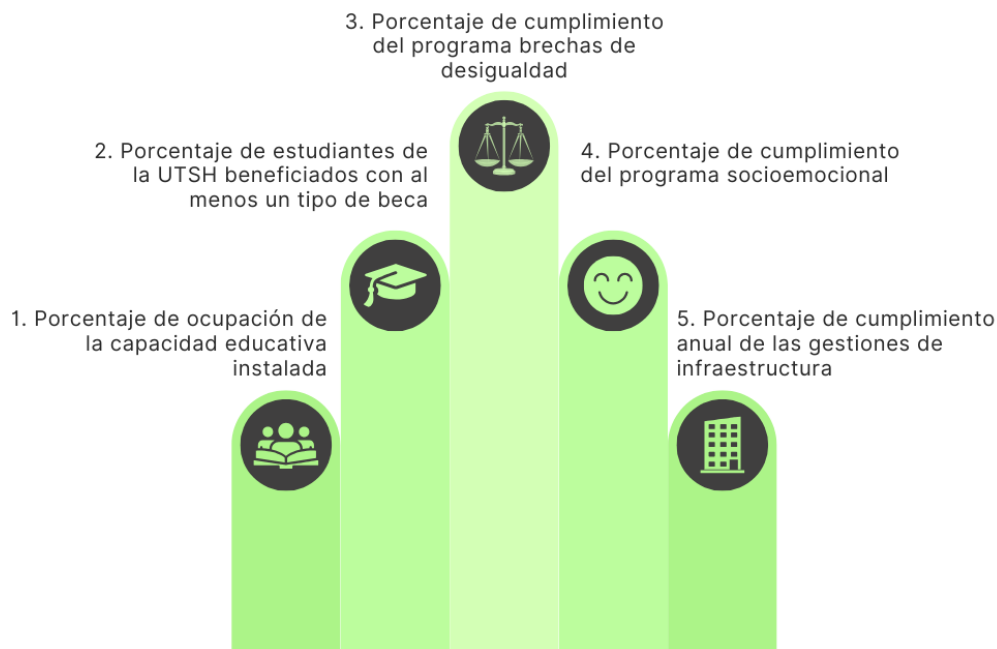 1. Porcentaje de ocupación de
la capacidad educativa
instalada
2. Porcentaje de estudiantes de
la UTSH beneficiados con al
menos un tipo de beca
3. Porcentaje de cumplimiento
del programa brechas de
desigualdad
4. Porcentaje de cumplimiento
del programa socioemocional
5. Porcentaje de cumplimiento
anual de las gestiones de
infraestructura